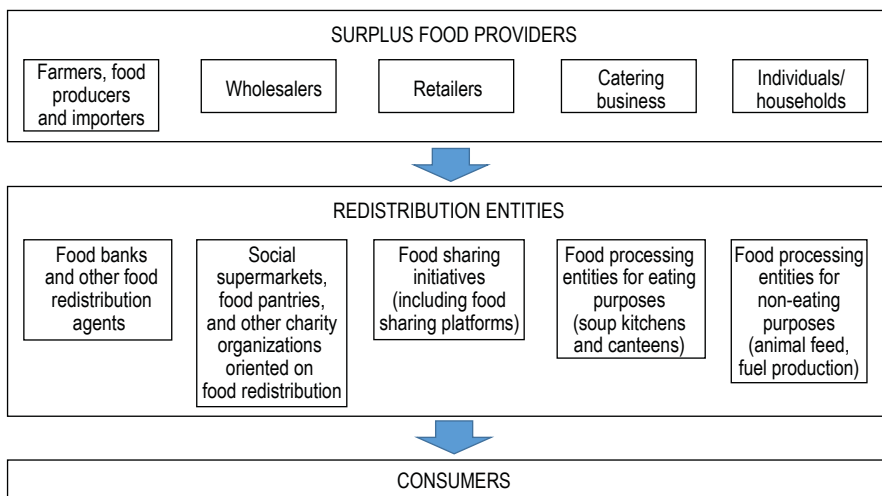 SURPLUS FOOD PROVIDERS
Farmers, food
producers
and importers
Wholesalers
Retailers
Catering
business
Individuals/
households
REDISTRIBUTION ENTITIES
Food banks
and other food
redistribution
agents
Social
supermarkets,
food pantries,
and other charity
organizations
oriented on
food redistribution
Food sharing
initiatives
(including food
sharing platforms)
Food processing
entities for eating
purposes
(soup kitchens
and canteens)
Food processing
entities for
non-eating
purposes
(animal feed,
fuel production)
CONSUMERS